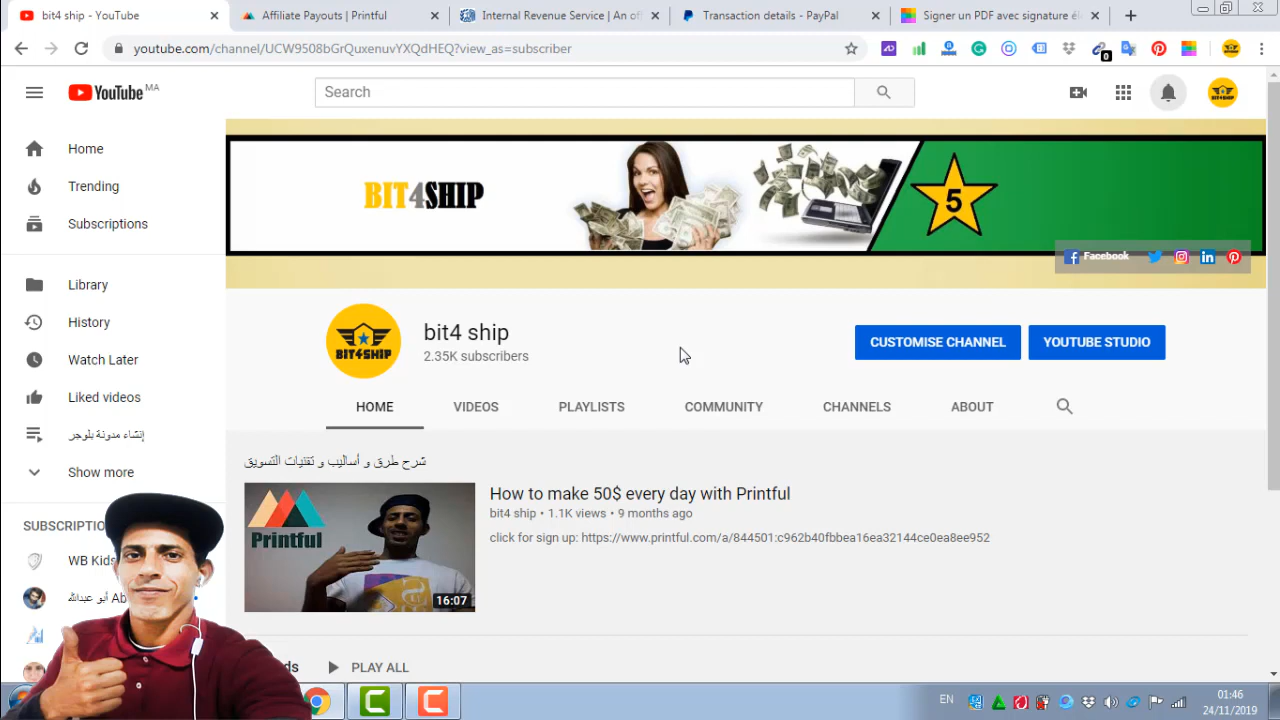 bit4 ship - YouTube
Affiliate Payouts | Printful
Internal Revenue Service | An of
Transaction details - PayPal
Signer un PDF avec signature él
youtube.com/channel/UCW9508bGrQuxenuvYXQdHEQ?view_as=subscriber
0
YouTube MA
Search
BIT4SHIP
Home
BIT4SHIP
5
Trending
Subscriptions
Facebook
Library
History
BIT4SHIP
bit4 ship
2.35K subscribers
CUSTOMISE CHANNEL
YOUTUBE STUDIO
Watch Later
Liked videos
HOME
VIDEOS
PLAYLISTS
COMMUNITY
CHANNELS
ABOUT
إنشاء مدونة بلوجر
Show more
شرح طرق و أساليب و تقنيات التسويق
Printful
16:07
How to make 50$ every day with Printful
bit4 ship • 1.1K views • 9 months ago
click for sign up: https://www.printful.com/a/844501:c962b40fbbea16ea32144ce0ea8ee952
SUBSCRIPTIO
WB Kids
أبو عبدالله Ab
ds
PLAY ALL
EN
01:46
24/11/2019